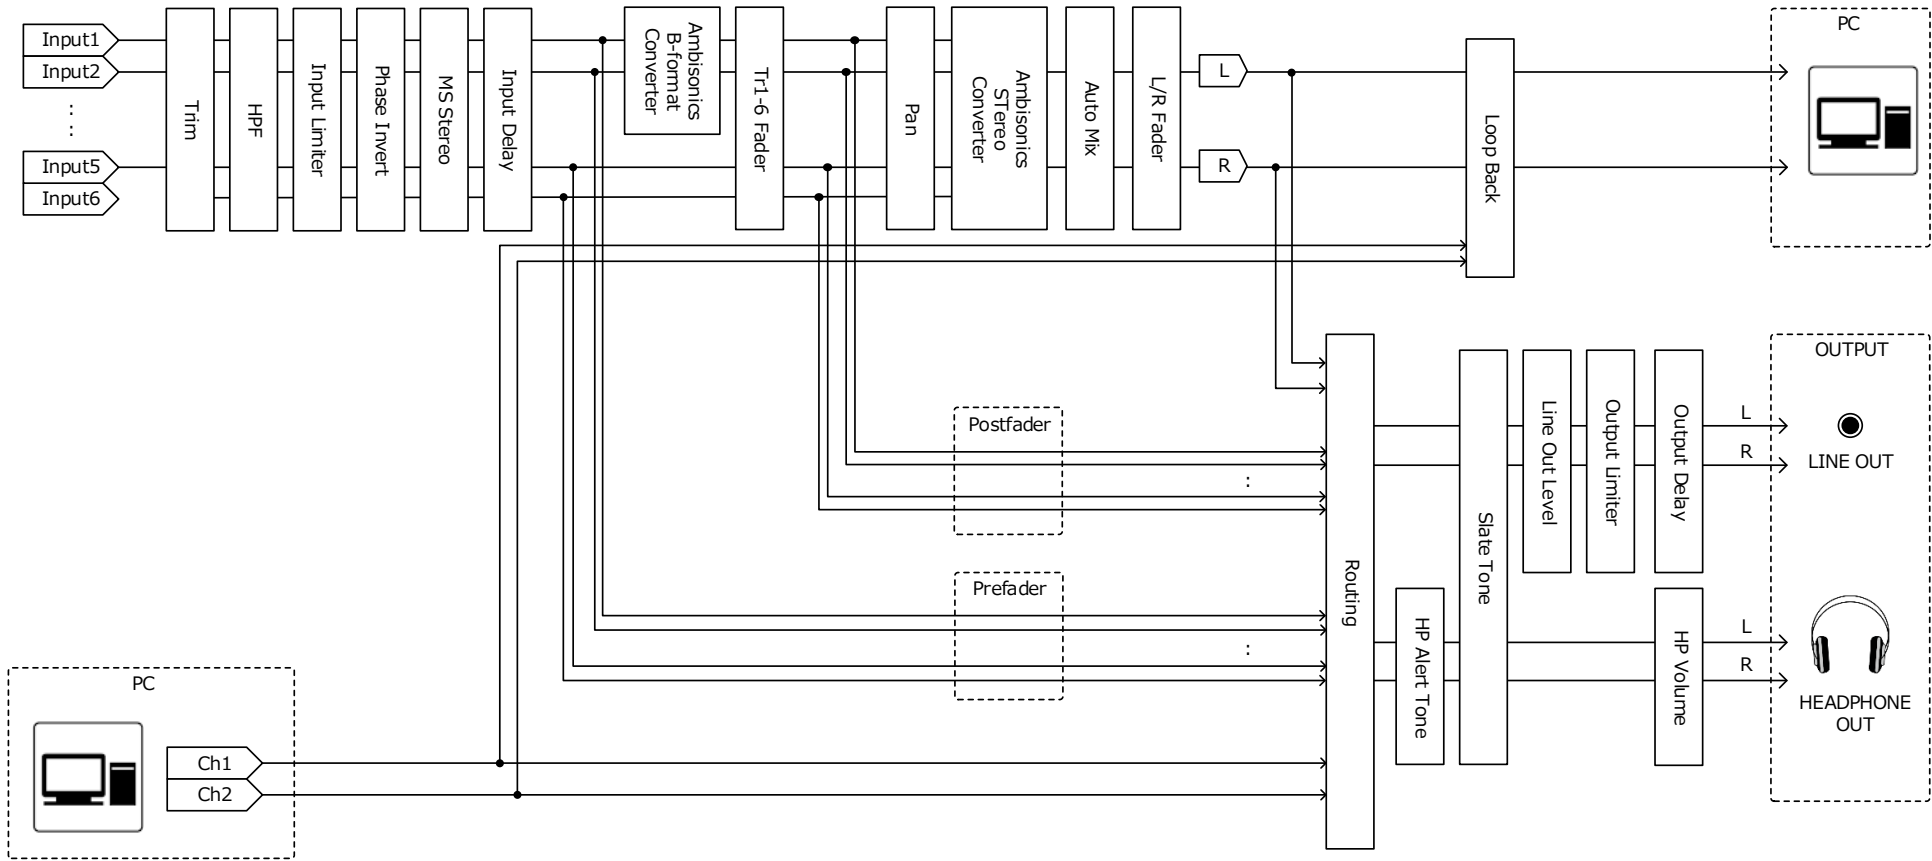 Input1
Input2
:
:
Input5
Input6
Trim
HPF
Input Limiter
Phase Invert
MS Stereo
Input Delay
Ambisonics
B-format
Converter
Tr1-6 Fader
Pan
Ambisonics
STereo
Converter
Auto Mix
L/R Fader
L
R
Loop Back
PC
Postfader
:
Prefader
:
Routing
HP Alert Tone
Slate Tone
Line Out Level
Output Limiter
Output Delay
HP Volume
OUTPUT
L
R
LINE OUT
L
R
HEADPHONE
OUT
PC
Ch1
Ch2